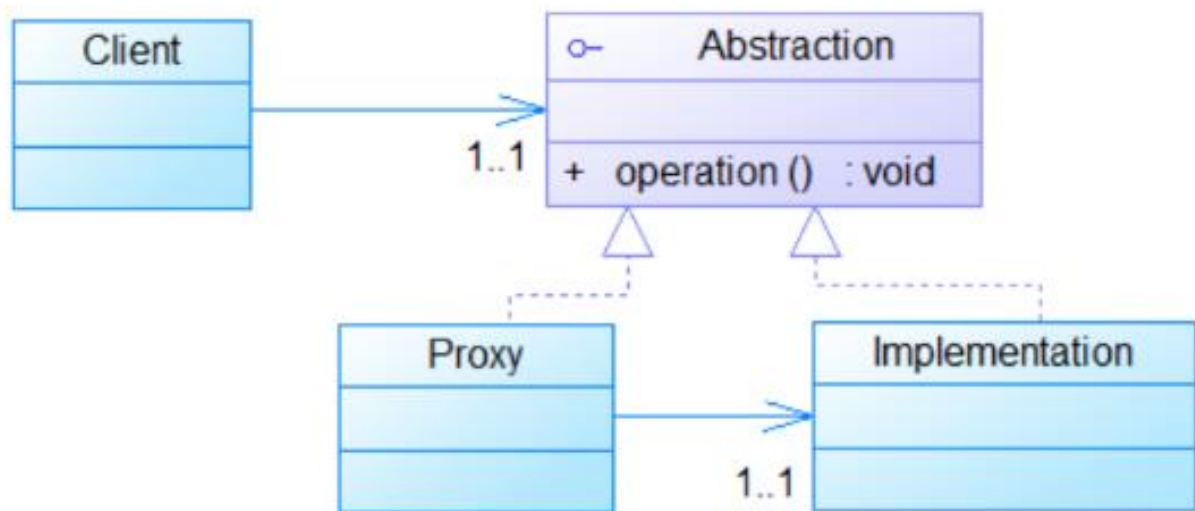 Client
Abstraction
1..1
+ operation () : void
Proxy
Implementation
1..1